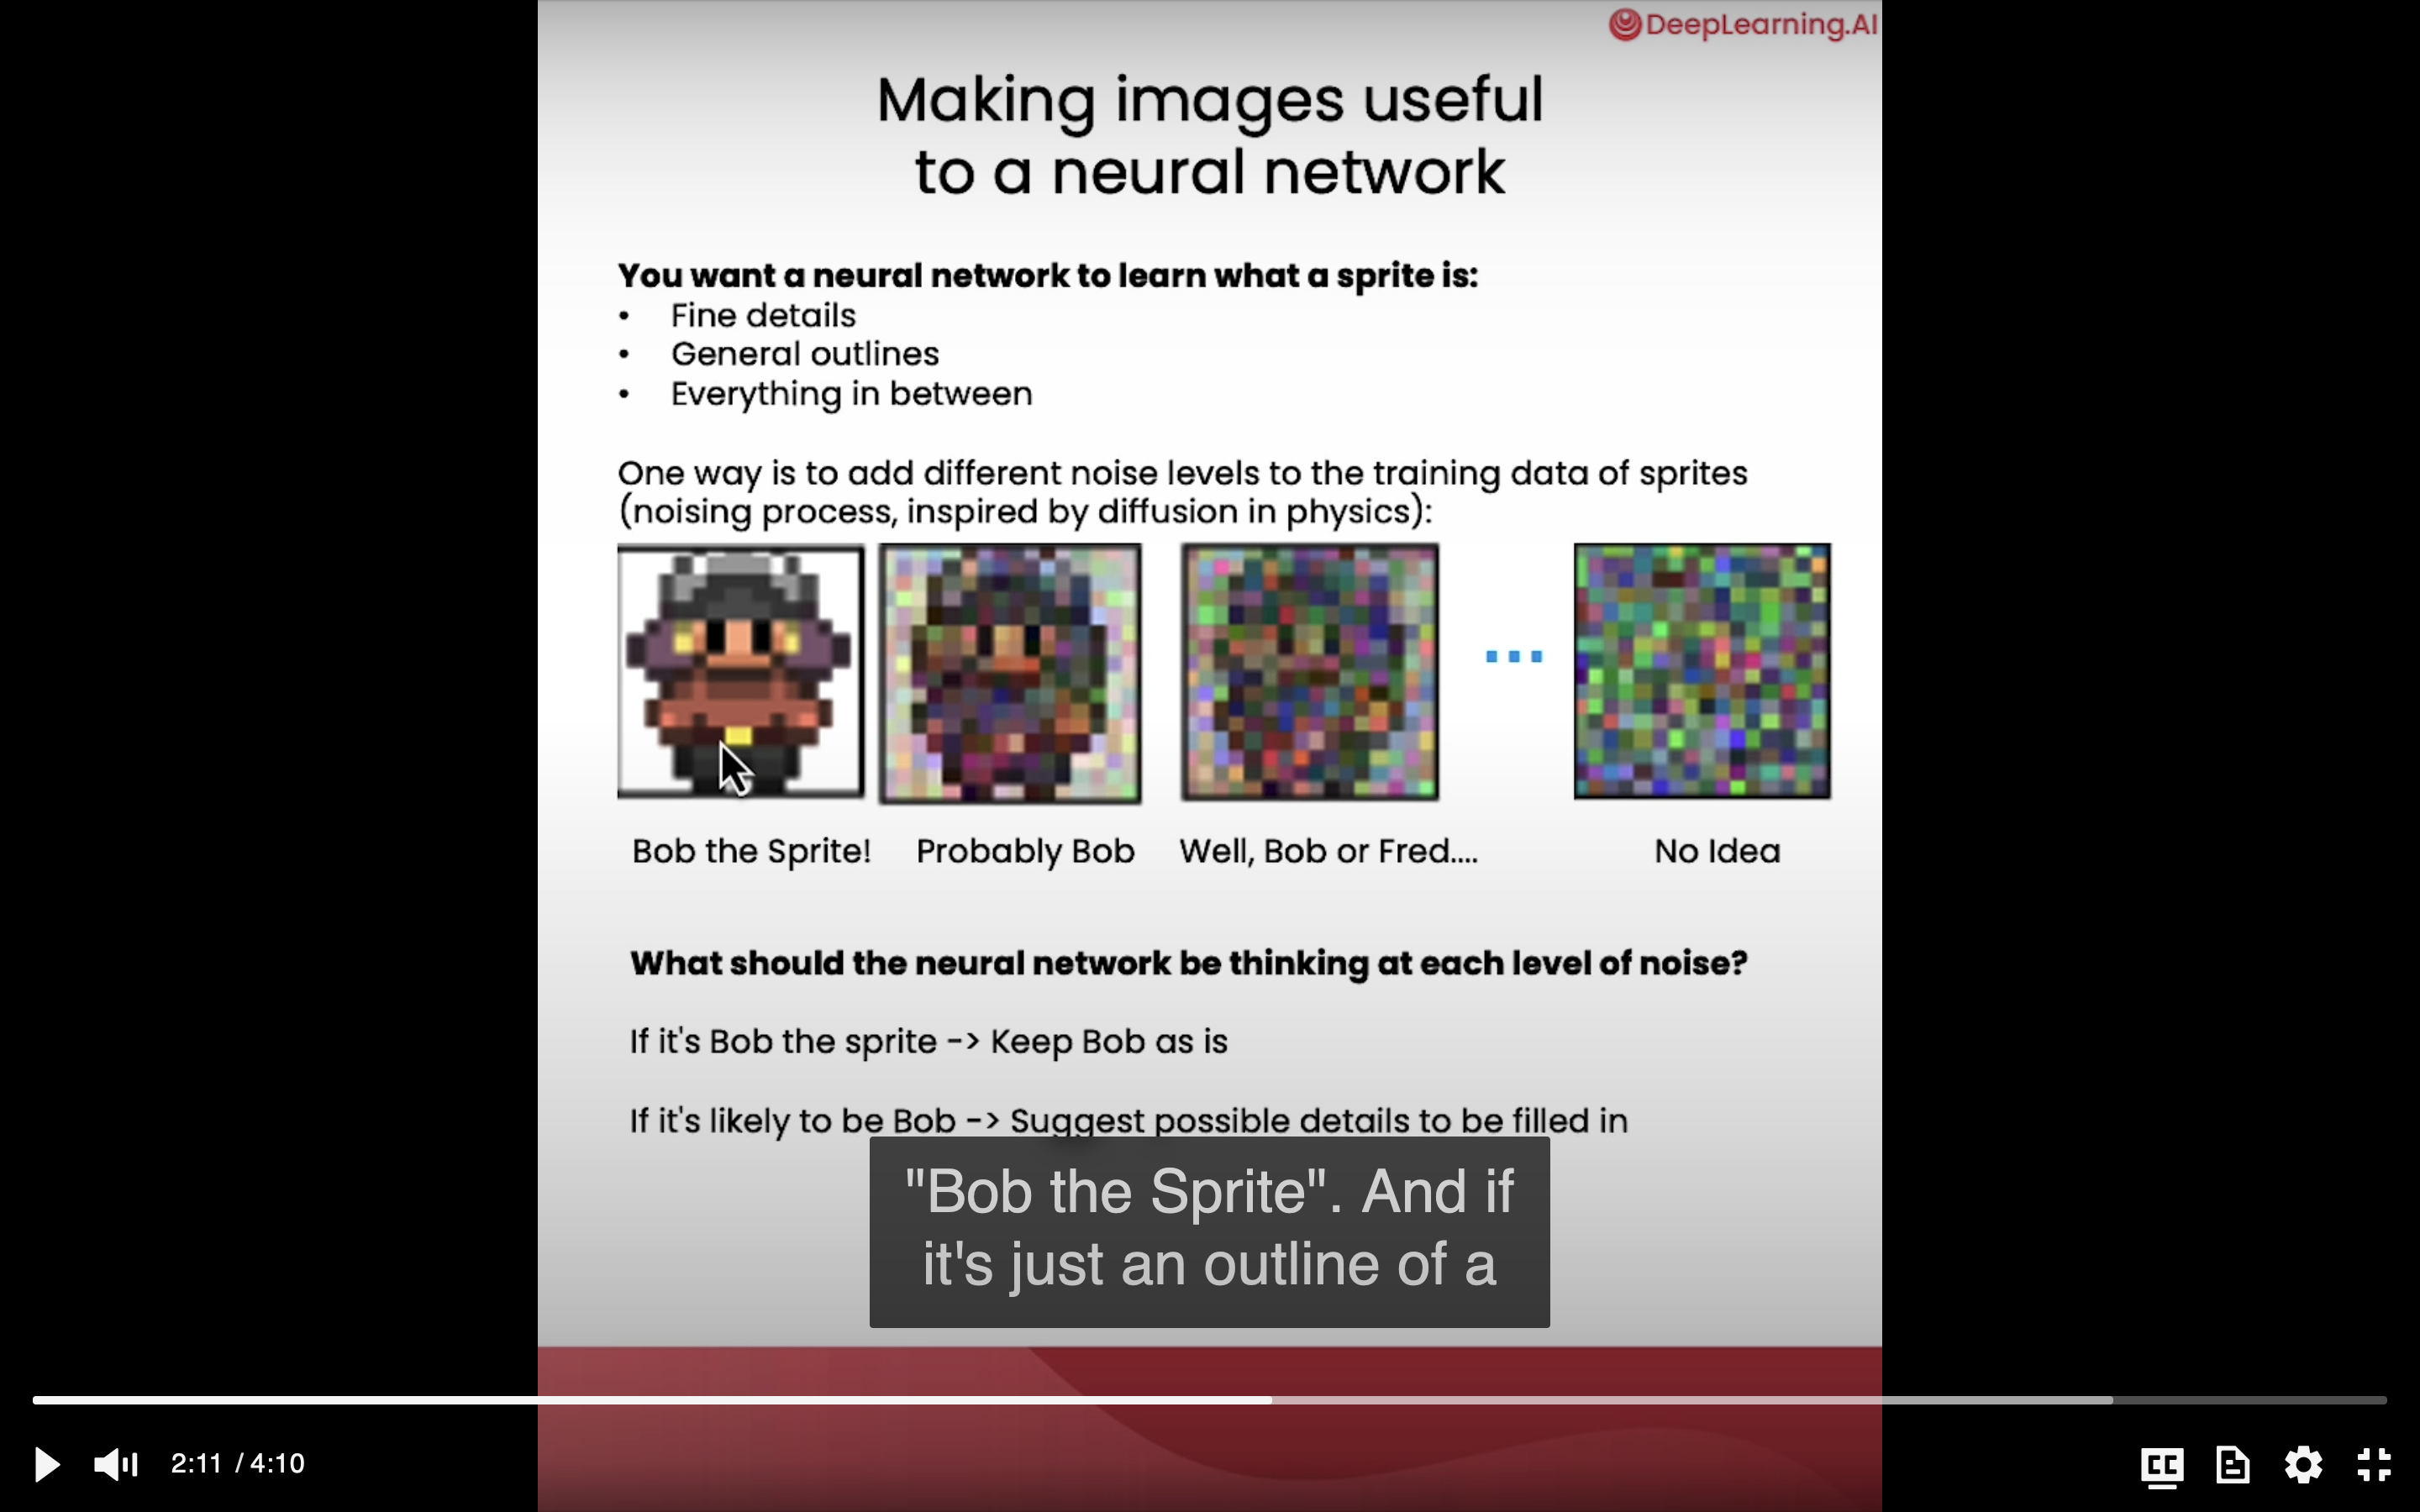 DeepLearning.AI
Making images useful
to a neural network
You want a neural network to learn what a sprite is:
• Fine details
• General outlines
• Everything in between
One way is to add different noise levels to the training data of sprites
(noising process, inspired by diffusion in physics):
Bob the Sprite! Probably Bob Well, Bob or Fred.... No Idea
What should the neural network be thinking at each level of noise?
If it's Bob the sprite -> Keep Bob as is
If it's likely to be Bob -> Suggest possible details to be filled in
"Bob the Sprite". And if
it's just an outline of a
2:11 / 4:10
CC